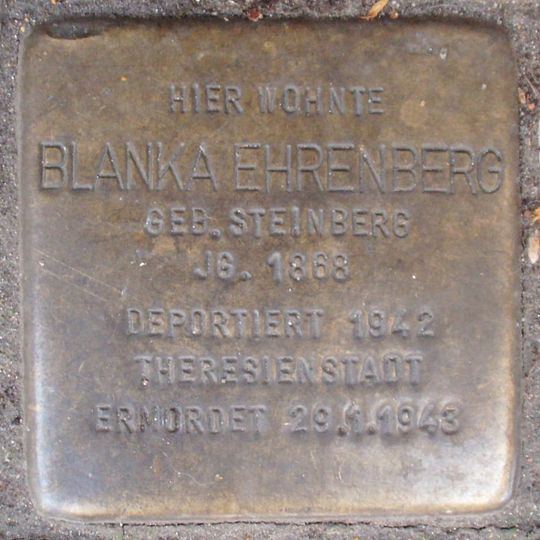 HIER WOHNTE
BLANKA EHRENBERG
GEB. STEINBERG
JG. 1868
DEPORTIERT 1942
THERESIENSTADT
ERMORDET 29.1.1943